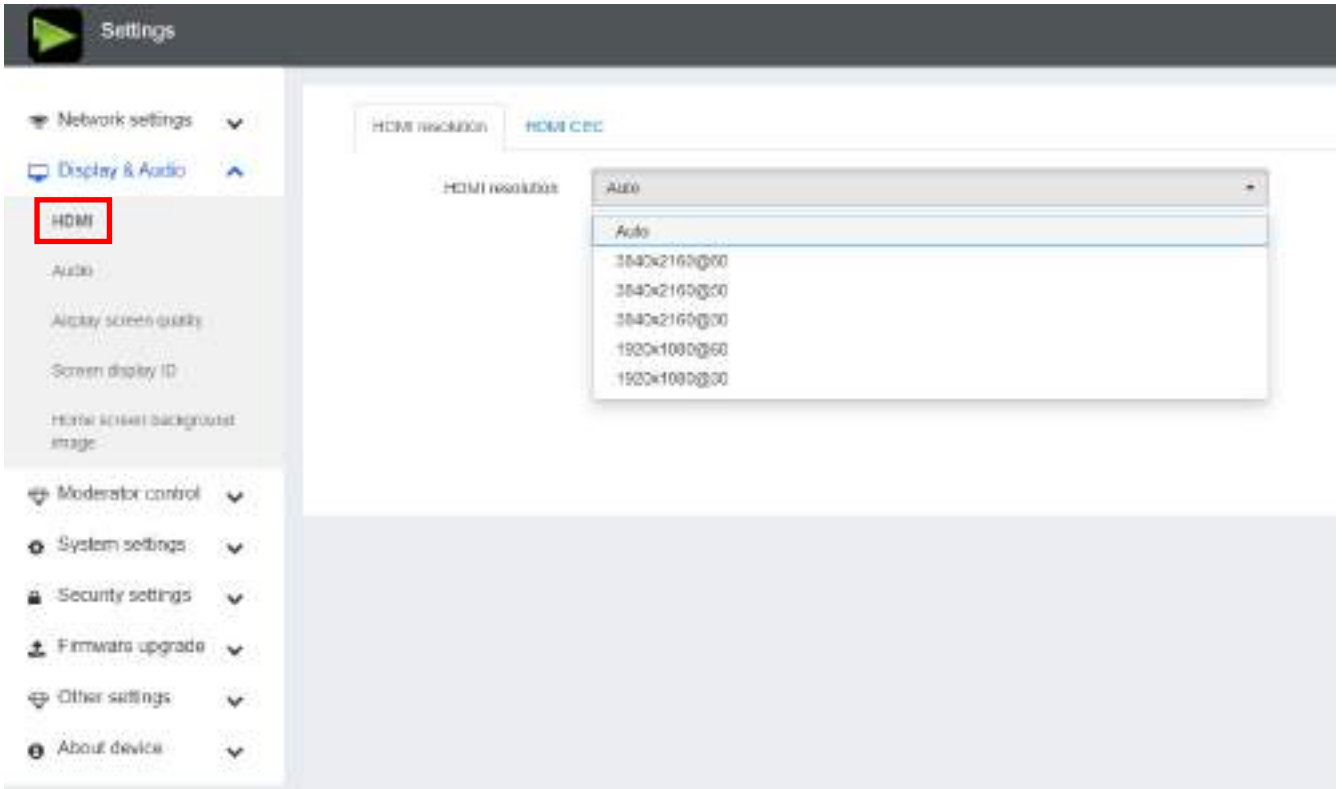 Settings
Network settings
Display & Audio
HDMI
Audio
Airplay screen quality
Screen display ID
Home screen background
image
Moderator control
System settings
Security settings
Firmware upgrade
Other settings
About device
HDMI resolution
HDMI CEC
HDMI resolution
Auto
Auto
3840x2160@60
3840x2160@50
3840x2160@30
1920x1080@60
1920x1080@30